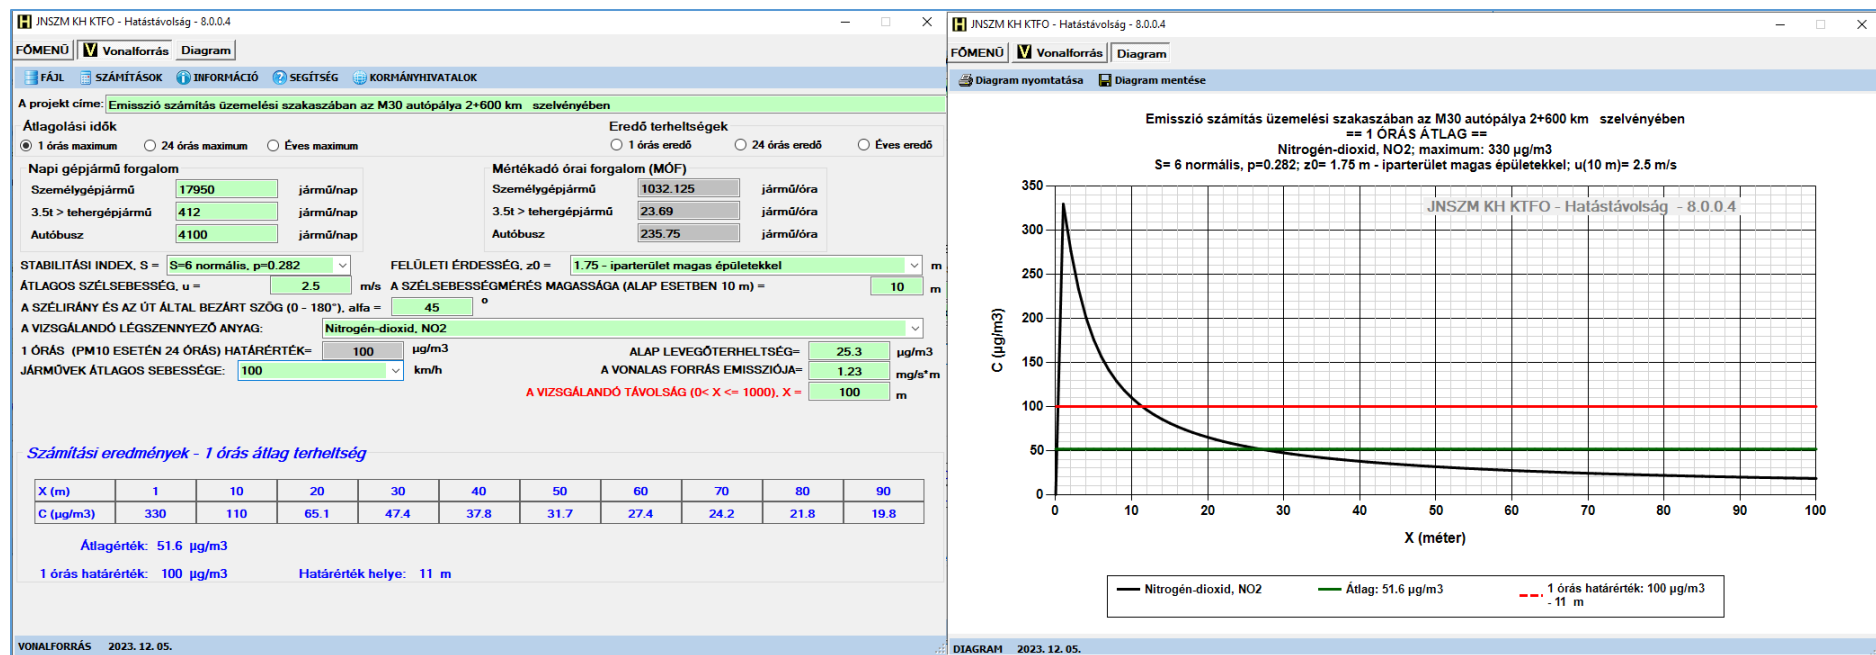 JNSZM KH KTFO - Hatástávolság - 8.0.0.4
FŐMENÜ Vonalforrás Diagram
FÁJL SZÁMÍTÁSOK INFORMÁCIÓ SEGÍTSÉG KORMÁNYHIVATALOK
A projekt címe: Emisszió számítás üzemelési szakaszában az M30 autópálya 2+600 km szelvényében
Átlagolási idők Eredő terheltségek
1 órás maximum 24 órás maximum Éves maximum 1 órás eredő 24 órás eredő Éves eredő
Napi gépjármű forgalom Mértékadó órai forgalom (MÓF)
Személygépjármű 17950 jármű/nap Személygépjármű 1032.125 jármű/óra
3.5t > tehergépjármű 412 jármű/nap 3.5t > tehergépjármű 23.69 jármű/óra
Autóbusz 4100 jármű/nap Autóbusz 235.75 jármű/óra
STABILITÁSI INDEX, S = S=6 normális, p=0.282 FELÜLETI ÉRDESSÉG, z0 = 1.75 - iparterület magas épületekkel m
ÁTLAGOS SZÉLSEBESSÉG, u = 2.5 m/s A SZÉLSEBESSÉGMÉRÉS MAGASSÁGA (ALAP ESETBEN 10 m) = 10 m
A SZÉLIRÁNY ÉS AZ ÚT ÁLTAL BEZÁRT SZÖG (0 - 180°), alfa = 45 o
A VIZSGÁLANDÓ LÉGSZENNYEZŐ ANYAG: Nitrogén-dioxid, NO2
1 ÓRÁS (PM10 ESETÉN 24 ÓRÁS) HATÁRÉRTÉK= 100 µg/m3 ALAP LEVEGŐTERHELTSÉG= 25.3 µg/m3
JÁRMŰVEK ÁTLAGOS SEBESSÉGE: 100 km/h A VONALAS FORRÁS EMISSZIÓJA= 1.23 mg/s*m
A VIZSGÁLANDÓ TÁVOLSÁG (0< X <= 1000), X = 100 m
Számítási eredmények - 1 órás átlag terheltség
X (m) 1 10 20 30 40 50 60 70 80 90
C (µg/m3) 330 110 65.1 47.4 37.8 31.7 27.4 24.2 21.8 19.8
Átlagérték: 51.6 µg/m3
1 órás határérték: 100 µg/m3 Határérték helye: 11 m
VONALFORRÁS 2023. 12. 05.
JNSZM KH KTFO - Hatástávolság - 8.0.0.4
FŐMENÜ Vonalforrás Diagram
Diagram nyomtatása Diagram mentése
Emisszió számítás üzemelési szakaszában az M30 autópálya 2+600 km szelvényében
== 1 ÓRÁS ÁTLAG ==
Nitrogén-dioxid, NO2; maximum: 330 µg/m3
S= 6 normális, p=0.282; z0= 1.75 m - iparterület magas épületekkel; u(10 m)= 2.5 m/s
JNSZM KH KTFO - Hatástávolság - 8.0.0.4
350
300
250
200
150
100
50
0
C (µg/m3)
0 10 20 30 40 50 60 70 80 90 100
X (méter)
Nitrogén-dioxid, NO2 Átlag: 51.6 µg/m3 1 órás határérték: 100 µg/m3
- 11 m
DIAGRAM 2023. 12. 05.